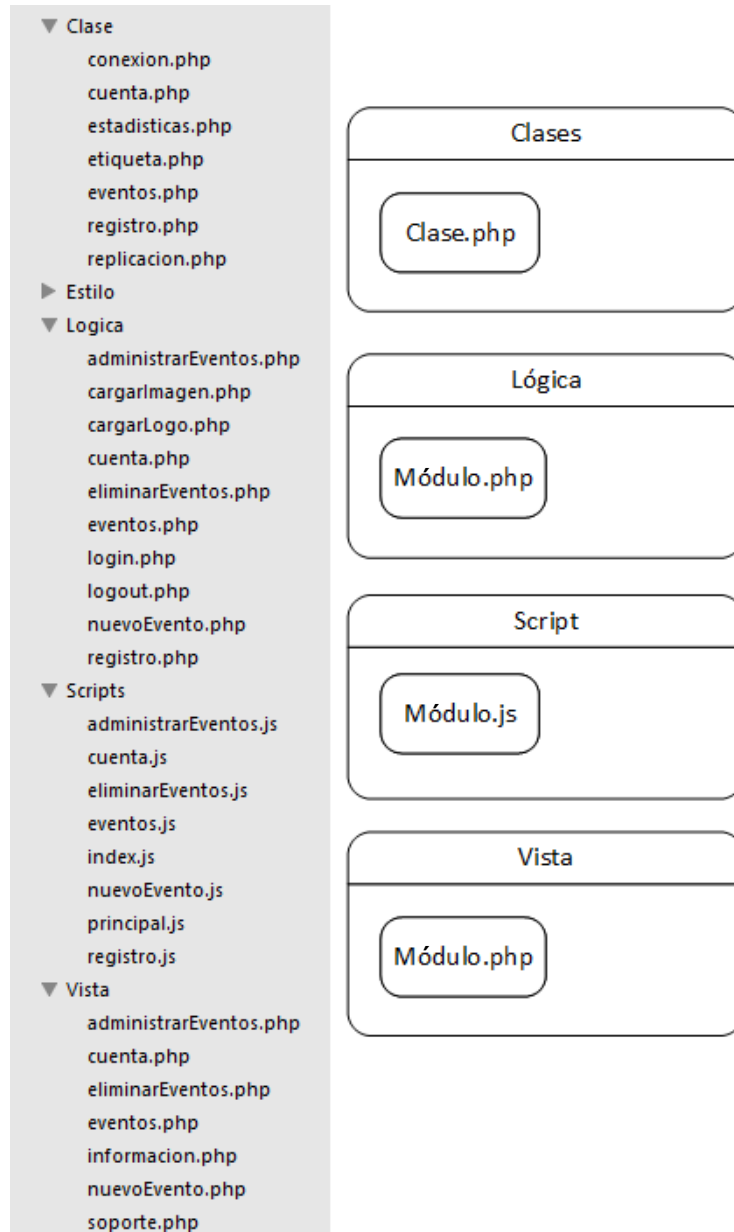 Clase
conexion.php
cuenta.php
estadisticas.php
etiqueta.php
eventos.php
registro.php
replicacion.php
Estilo
Logica
administrarEventos.php
cargarImagen.php
cargarLogo.php
cuenta.php
eliminarEventos.php
eventos.php
login.php
logout.php
nuevoEvento.php
registro.php
Scripts
administrarEventos.js
cuenta.js
eliminarEventos.js
eventos.js
index.js
nuevoEvento.js
principal.js
registro.js
Vista
administrarEventos.php
cuenta.php
eliminarEventos.php
eventos.php
informacion.php
nuevoEvento.php
soporte.php
Clases
Clase.php
Lógica
Módulo.php
Script
Módulo.js
Vista
Módulo.php